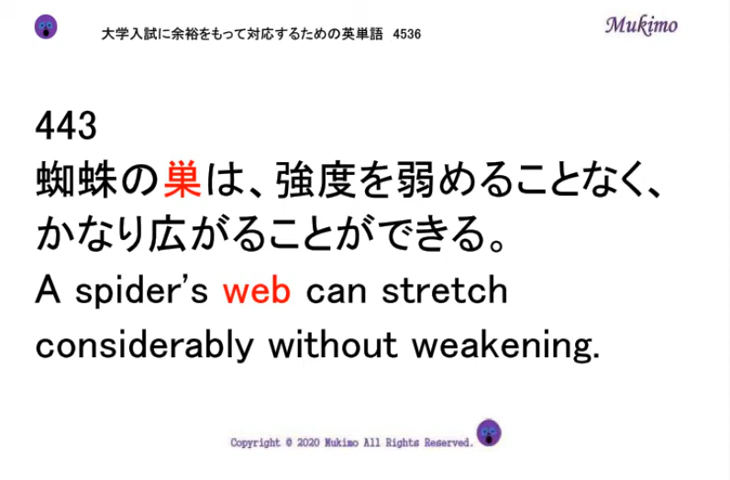 大学入試に余裕をもって対応するための英単語 4536
Mukimo
443
蜘蛛の巣は、強度を弱めることなく、
かなり広がることができる。
A spider's web can stretch
considerably without weakening.
Copyright © 2020 Mukimo All Rights Reserved.